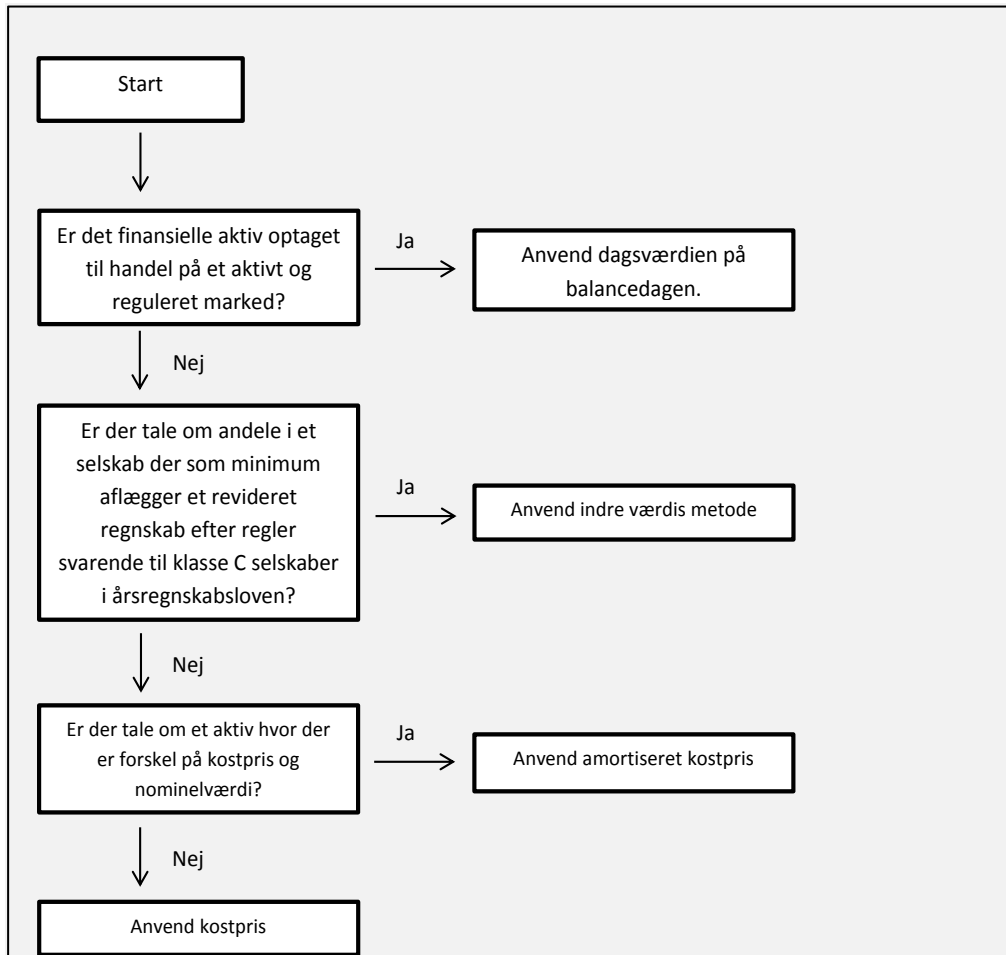 Start
Er det finansielle aktiv optaget
til handel på et aktivt og
reguleret marked?
Ja
Anvend dagsværdien på
balancedagen.
Nej
Er der tale om andele i et
selskab der som minimum
aflægger et revideret
regnskab efter regler
svarende til klasse C selskaber
i årsregnskabsloven?
Ja
Anvend indre værdis metode
Nej
Er der tale om et aktiv hvor der
er forskel på kostpris og
nominelværdi?
Ja
Anvend amortiseret kostpris
Nej
Anvend kostpris